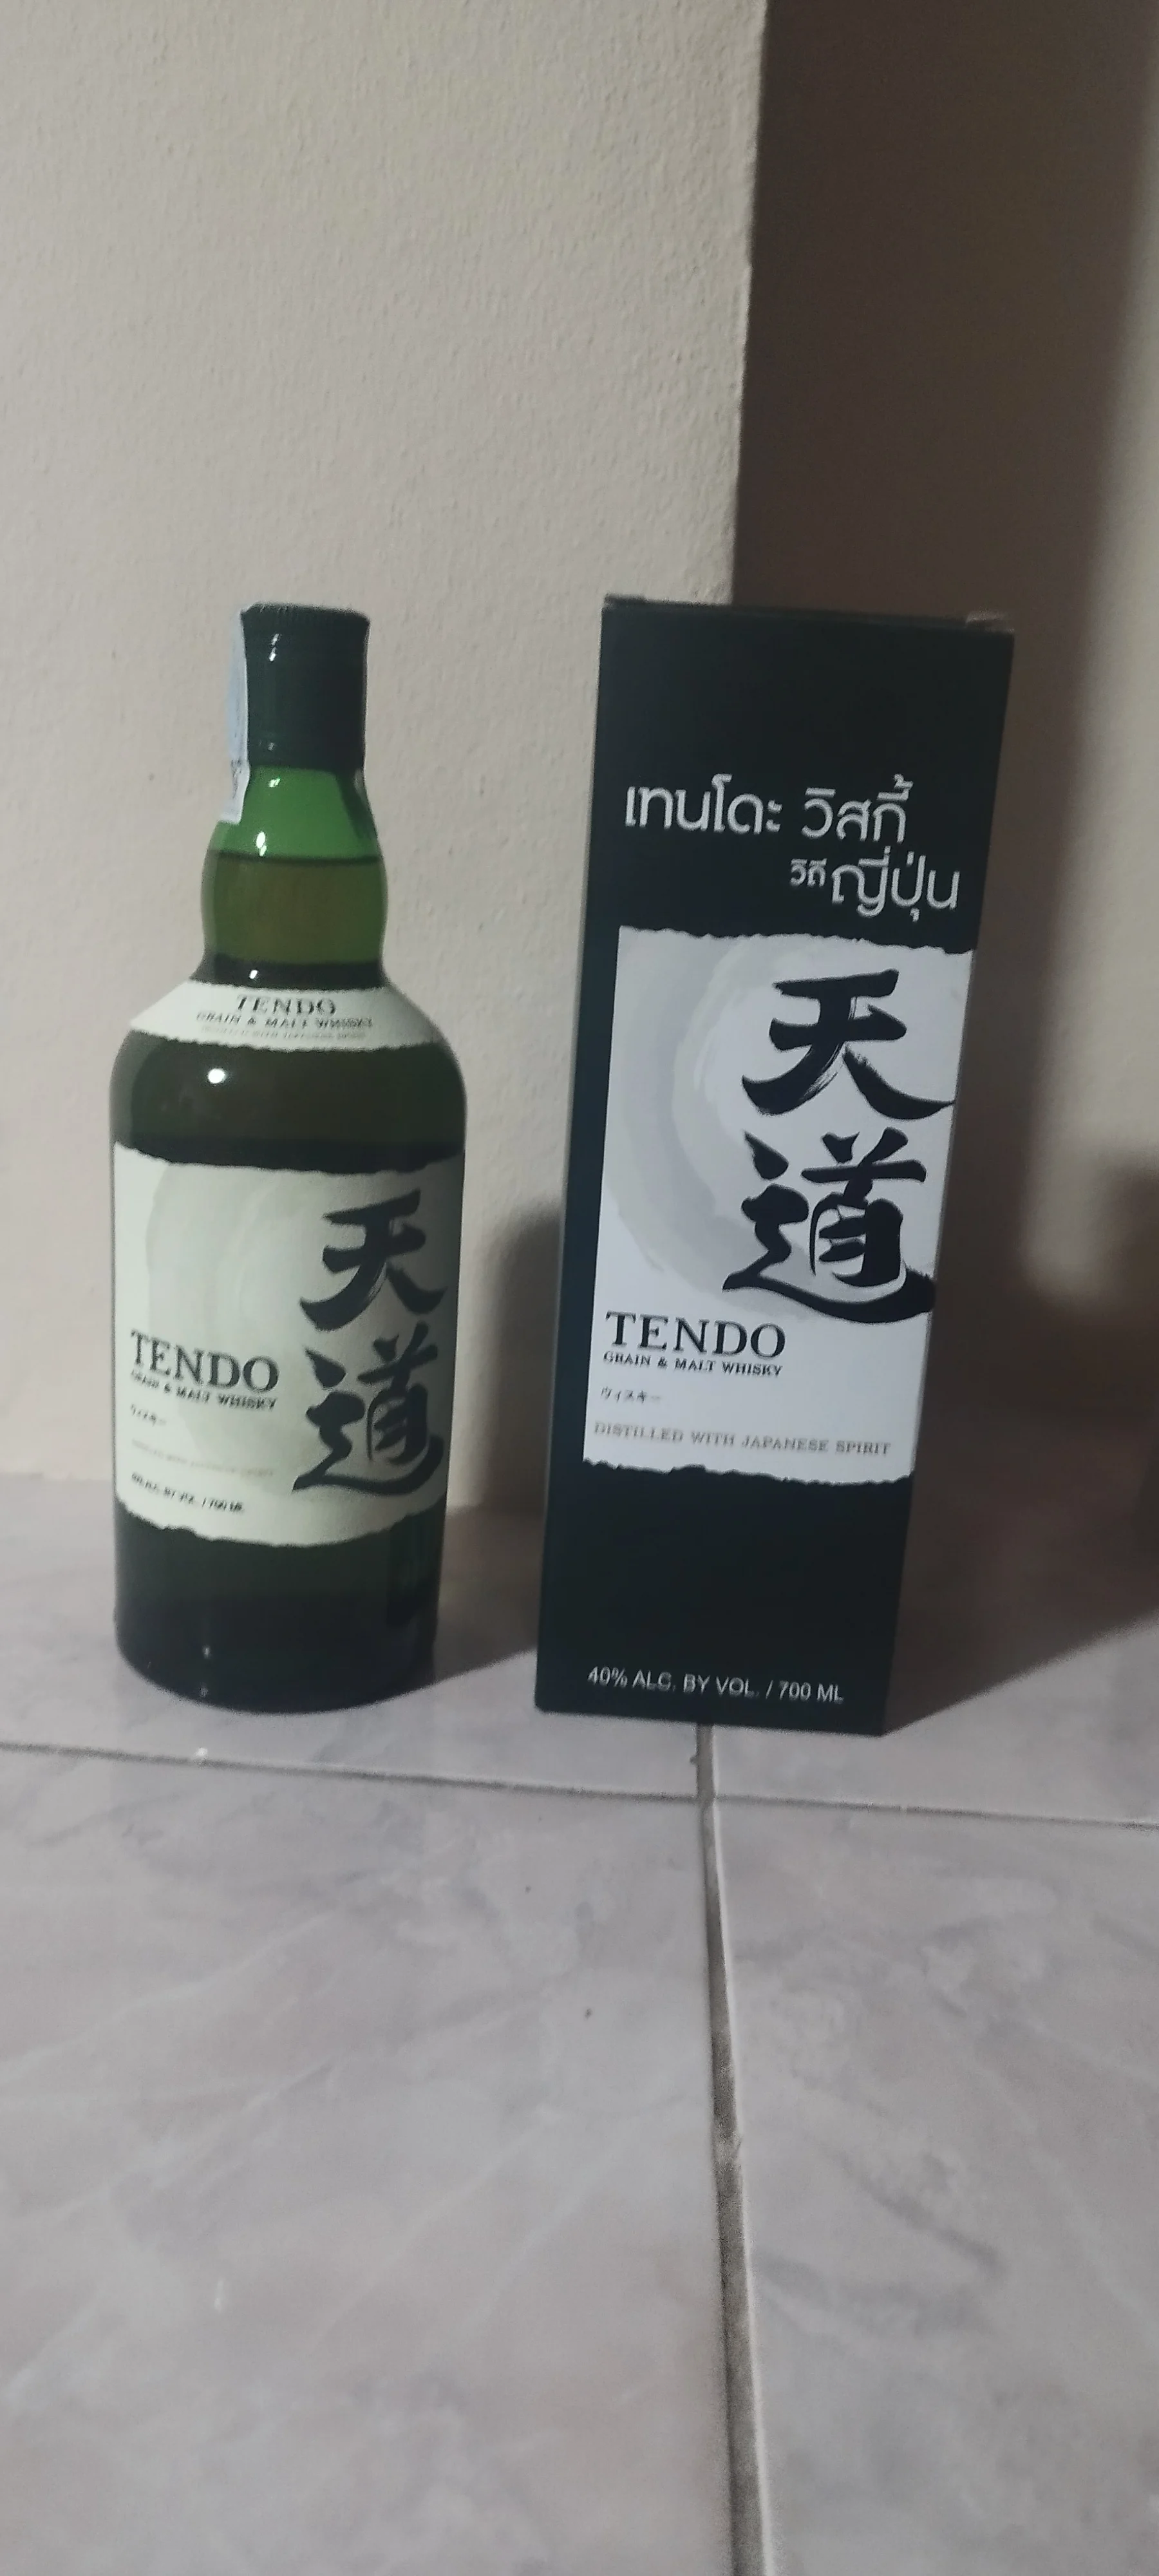 TENDO
GRAIN & MALT WHISKY
天道
TENDO
GRAIN & MALT WHISKY
ウィスキー
เทนโดะ วิสกี้
วิถีญี่ปุ่น
天道
TENDO
GRAIN & MALT WHISKY
ウィスキー
DISTILLED WITH JAPANESE SPIRIT
40% ALC. BY VOL. / 700 ML